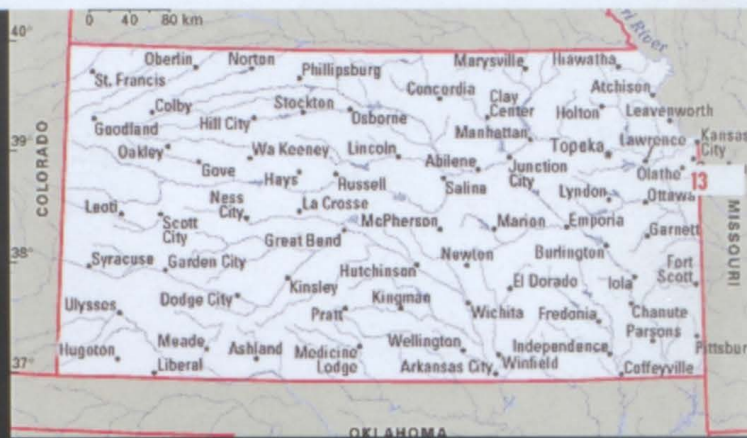 0 40 80 km
ri River
40°
Oberlin
Norton
Phillipsburg
Marysville
Hiawatha
St. Francis
Concordia
Atchison
Colby
Stockton
Clay
Center
Holton
Leavenworth
Goodland
Hill City
Osborne
Manhattan
Kansas
City
39°
Oakley
Wa Keeney
Lincoln
Abilene
Topeka
Lawrence
Gove
Hays
Russell
Salina
Junction
City
Olathe
13
COLORADO
Leoti
Scott
City
Ness
City
La Crosse
McPherson
Marion
Emporia
Lyndon
Ottawa
Garnett
MISSOURI
Great Bend
38°
Syracuse
Garden City
Hutchinson
Newton
Burlington
Fort
Scott
Kinsley
El Dorado
Iola
Ulysses
Dodge City
Pratt
Kingman
Wichita
Fredonia
Chanute
Parsons
Pittsbur
Meade
Wellington
Independence
37°
Hugoton
Liberal
Ashland
Medicine
Lodge
Arkansas City
Winfield
Coffeyville
OKLAHOMA